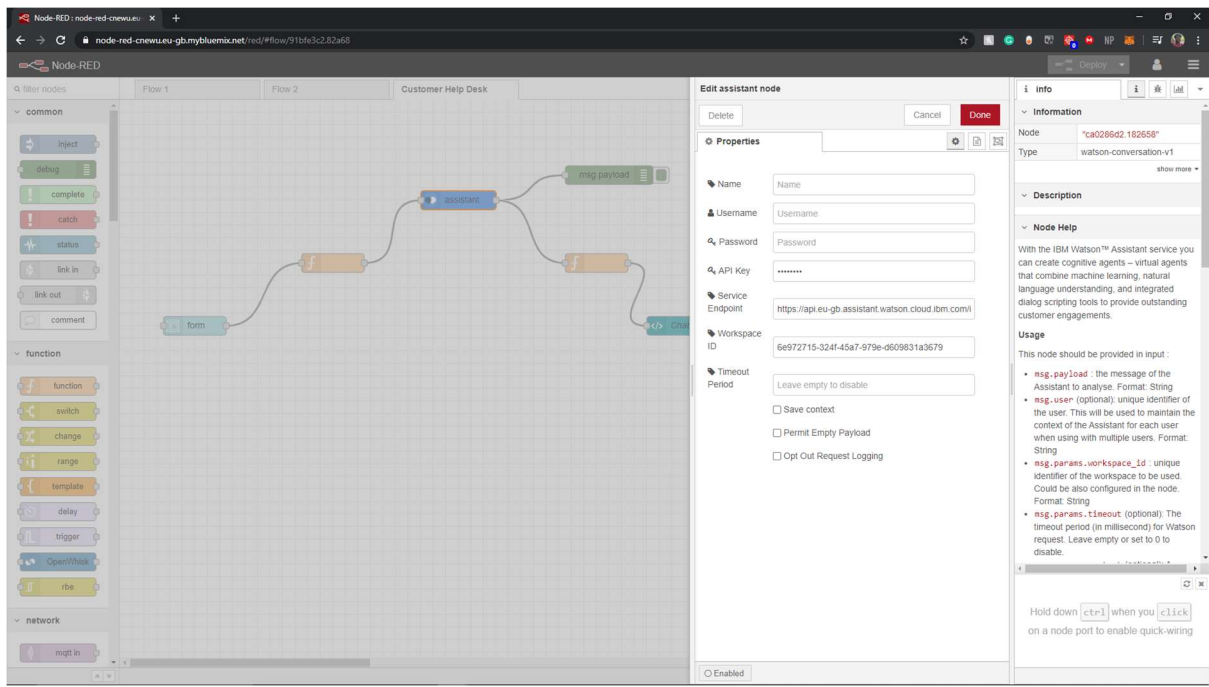 Node-RED : node-red-cnewu.eu-
node-red-cnewu.eu-gb.mybluemix.net/red/#flow/91bfe3c2.82a68
NP
Node-RED
Deploy
filter nodes
common
inject
debug
complete
catch
status
link in
link out
comment
function
function
switch
change
range
template
delay
trigger
OpenWhisk
rbe
network
mqtt in
Flow 1
Flow 2
Customer Help Desk
msg.payload
assistant
form
Edit assistant node
Delete
Cancel
Done
Properties
Name
Name
Username
Username
Password
Password
API Key
••••••••
Service
Endpoint
https://api.eu-gb.assistant.watson.cloud.ibm.com/i
Workspace
ID
6e972715-324f-45a7-979e-d609831a3679
Timeout
Period
Leave empty to disable
Save context
Permit Empty Payload
Opt Out Request Logging
Enabled
info
Information
Node
"ca0286d2.182658"
Type
watson-conversation-v1
show more
Description
Node Help
With the IBM Watson™ Assistant service you
can create cognitive agents – virtual agents
that combine machine learning, natural
language understanding, and integrated
dialog scripting tools to provide outstanding
customer engagements.
Usage
This node should be provided in input :
• msg.payload : the message of the
Assistant to analyse. Format: String
• msg.user (optional): unique identifier of
the user. This will be used to maintain the
context of the Assistant for each user
when using with multiple users. Format:
String
• msg.params.workspace_id : unique
identifier of the workspace to be used.
Could be also configured in the node.
Format: String
• msg.params.timeout (optional): The
timeout period (in millisecond) for Watson
request. Leave empty or set to 0 to
disable.
Hold down ctrl when you click
on a node port to enable quick-wiring